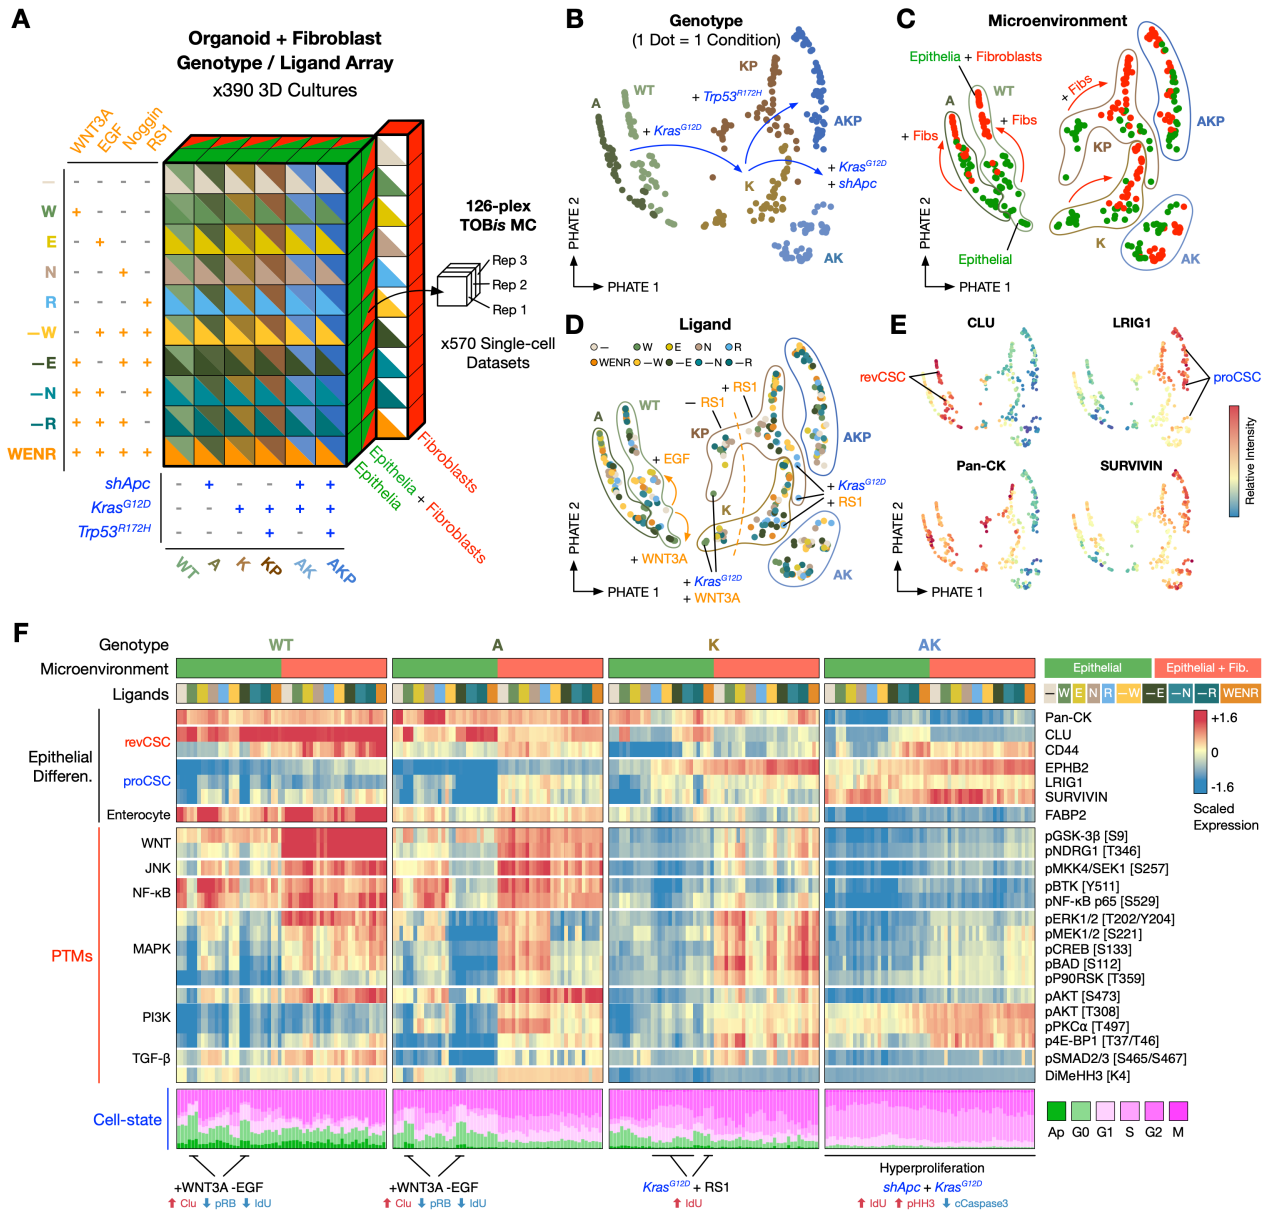 A
Organoid + Fibroblast
Genotype / Ligand Array
x390 3D Cultures
WNT3A
EGF
Noggin
RS1
— - - - -
W + - - -
E - + - -
N - - + -
R - - - +
—W - + + +
—E + - + +
—N + + - +
—R + + + -
WENR + + + +
shApc - + - - + +
KrasG12D - - + + + +
Trp53R172H - - - + - +
WT A K KP AK AKP
Epithelia
Epithelia + Fibroblasts
Fibroblasts
126-plex
TOBis MC
Rep 3
Rep 2
Rep 1
x570 Single-cell
Datasets
B
Genotype
(1 Dot = 1 Condition)
KP
WT
A
+ Trp53R172H
+ KrasG12D
AKP
+ KrasG12D
+ shApc
K
AK
PHATE 2
PHATE 1
C
Microenvironment
Epithelia + Fibroblasts
WT
A
+ Fibs
+ Fibs
+ Fibs
AKP
KP
K
AK
Epithelial
PHATE 2
PHATE 1
D
Ligand
— W E N R
WENR —W —E —N —R
+ RS1
— RS1
WT
A
KP
AKP
+ EGF
+ KrasG12D
+ RS1
K
+ WNT3A
AK
+ KrasG12D
+ WNT3A
PHATE 2
PHATE 1
E
CLU
LRIG1
revCSC
proCSC
Pan-CK
SURVIVIN
Relative Intensity
PHATE 2
PHATE 1
F
Genotype WT A K AK
Microenvironment
Epithelial
Epithelial + Fib.
Ligands
— W E N R —W —E —N —R WENR
Epithelial
Differen.
revCSC
proCSC
Enterocyte
Pan-CK
CLU
CD44
EPHB2
LRIG1
SURVIVIN
FABP2
+1.6
0
-1.6
Scaled
Expression
PTMs
WNT
JNK
NF-κB
MAPK
PI3K
TGF-β
pGSK-3β [S9]
pNDRG1 [T346]
pMKK4/SEK1 [S257]
pBTK [Y511]
pNF-κB p65 [S529]
pERK1/2 [T202/Y204]
pMEK1/2 [S221]
pCREB [S133]
pBAD [S112]
pP90RSK [T359]
pAKT [S473]
pAKT [T308]
pPKCα [T497]
p4E-BP1 [T37/T46]
pSMAD2/3 [S465/S467]
DiMeHH3 [K4]
Cell-state
Ap G0 G1 S G2 M
+WNT3A -EGF
Clu pRB IdU
+WNT3A -EGF
Clu pRB IdU
KrasG12D + RS1
IdU
Hyperproliferation
shApc + KrasG12D
IdU pHH3 cCaspase3